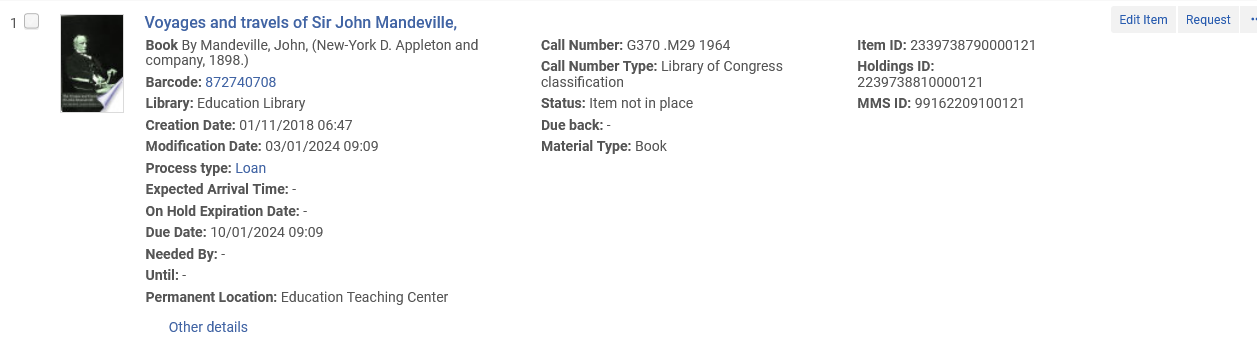 1
Voyages and travels of Sir John Mandeville,
Book By Mandeville, John, (New-York D. Appleton and
company, 1898.)
Barcode: 872740708
Library: Education Library
Creation Date: 01/11/2018 06:47
Modification Date: 03/01/2024 09:09
Process type: Loan
Expected Arrival Time: -
On Hold Expiration Date: -
Due Date: 10/01/2024 09:09
Needed By: -
Until: -
Permanent Location: Education Teaching Center
Other details
Call Number: G370 .M29 1964
Call Number Type: Library of Congress
classification
Status: Item not in place
Due back: -
Material Type: Book
Item ID: 2339738790000121
Holdings ID:
2239738810000121
MMS ID: 99162209100121
Edit Item
Request